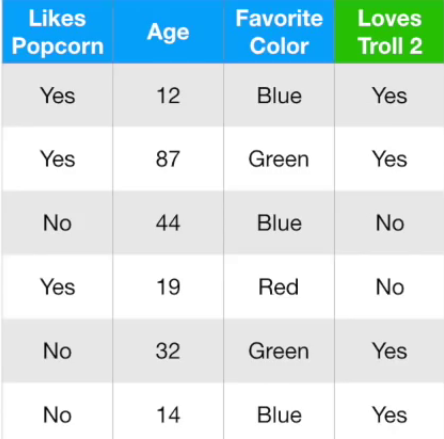 Likes Popcorn Age Favorite Color Loves Troll 2
Yes 12 Blue Yes
Yes 87 Green Yes
No 44 Blue No
Yes 19 Red No
No 32 Green Yes
No 14 Blue Yes